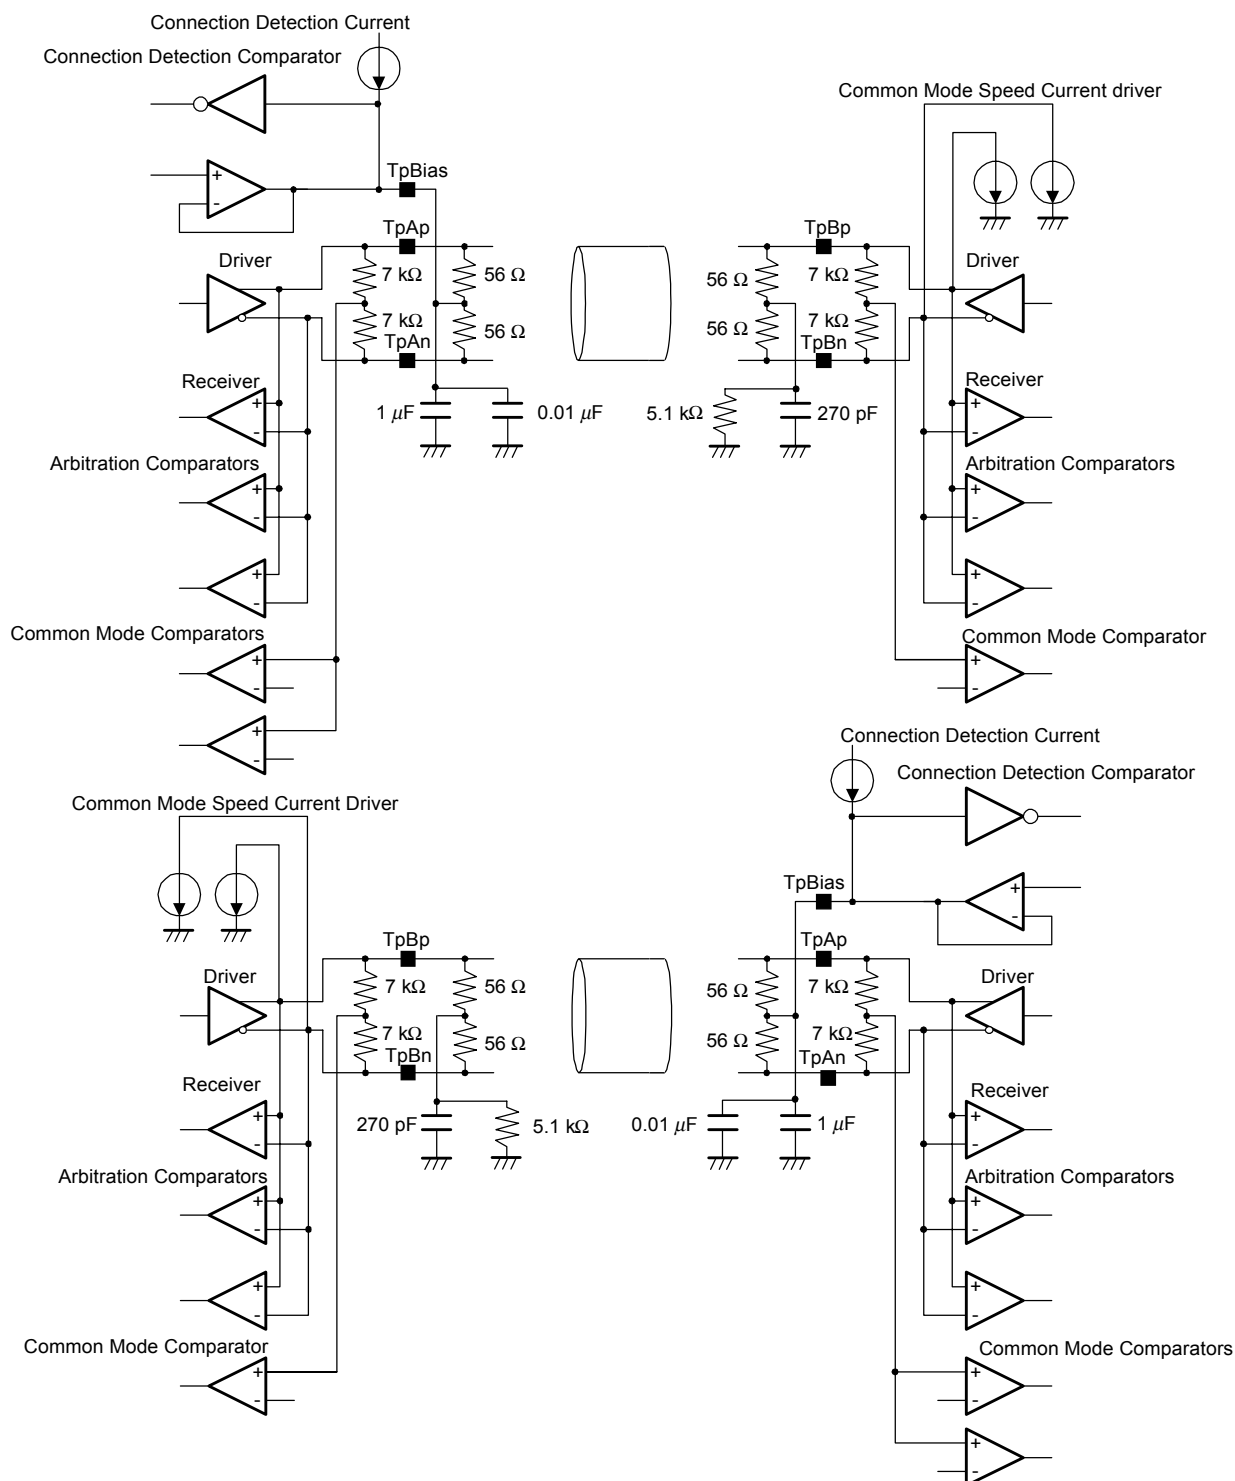 Connection Detection Current
Connection Detection Comparator
TpBias
+
-
TpAp
Driver
7 kΩ
56 Ω
7 kΩ
56 Ω
TpAn
Receiver
+
-
1 μF
0.01 μF
Arbitration Comparators
+
-
+
-
Common Mode Comparators
+
-
+
-
Common Mode Speed Current driver
TpBp
Driver
56 Ω
7 kΩ
56 Ω
7 kΩ
TpBn
Receiver
5.1 kΩ
270 pF
+
-
Arbitration Comparators
+
-
+
-
Common Mode Comparator
+
-
Common Mode Speed Current Driver
TpBp
Driver
7 kΩ
56 Ω
7 kΩ
56 Ω
TpBn
Receiver
+
-
270 pF
5.1 kΩ
Arbitration Comparators
+
-
+
-
Common Mode Comparator
+
-
Connection Detection Current
Connection Detection Comparator
TpBias
+
-
TpAp
Driver
56 Ω
7 kΩ
56 Ω
7 kΩ
TpAn
Receiver
0.01 μF
1 μF
+
-
Arbitration Comparators
+
-
+
-
Common Mode Comparators
+
-
+
-